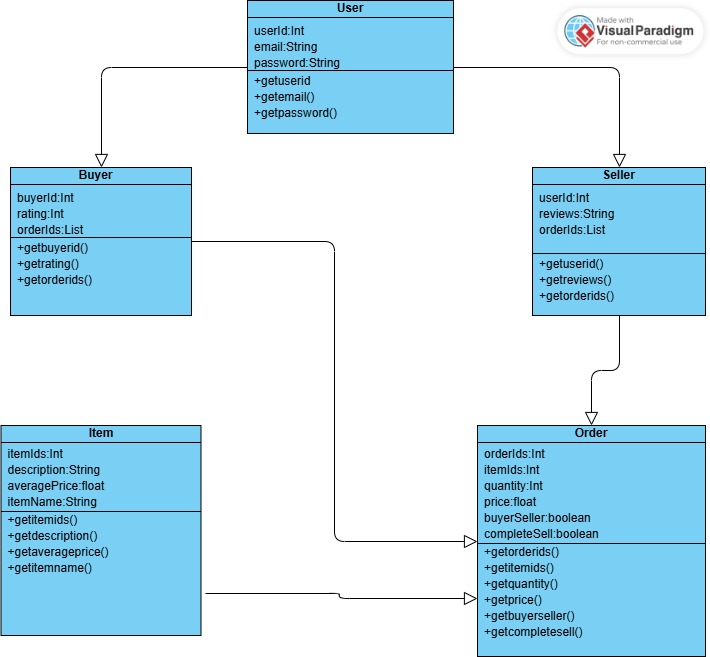 User
userId:Int
email:String
password:String
+getuserid
+getemail()
+getpassword()
Made with
Visual Paradigm
For non-commercial use
Buyer
buyerId:Int
rating:Int
orderIds:List
+getbuyerid()
+getrating()
+getorderids()
Seller
userId:Int
reviews:String
orderIds:List
+getuserid()
+getreviews()
+getorderids()
Item
itemIds:Int
description:String
averagePrice:float
itemName:String
+getitemids()
+getdescription()
+getaverageprice()
+getitemname()
Order
orderIds:Int
itemIds:Int
quantity:Int
price:float
buyerSeller:boolean
completeSell:boolean
+getorderids()
+getitemids()
+getquantity()
+getprice()
+getbuyerseller()
+getcompletesell()